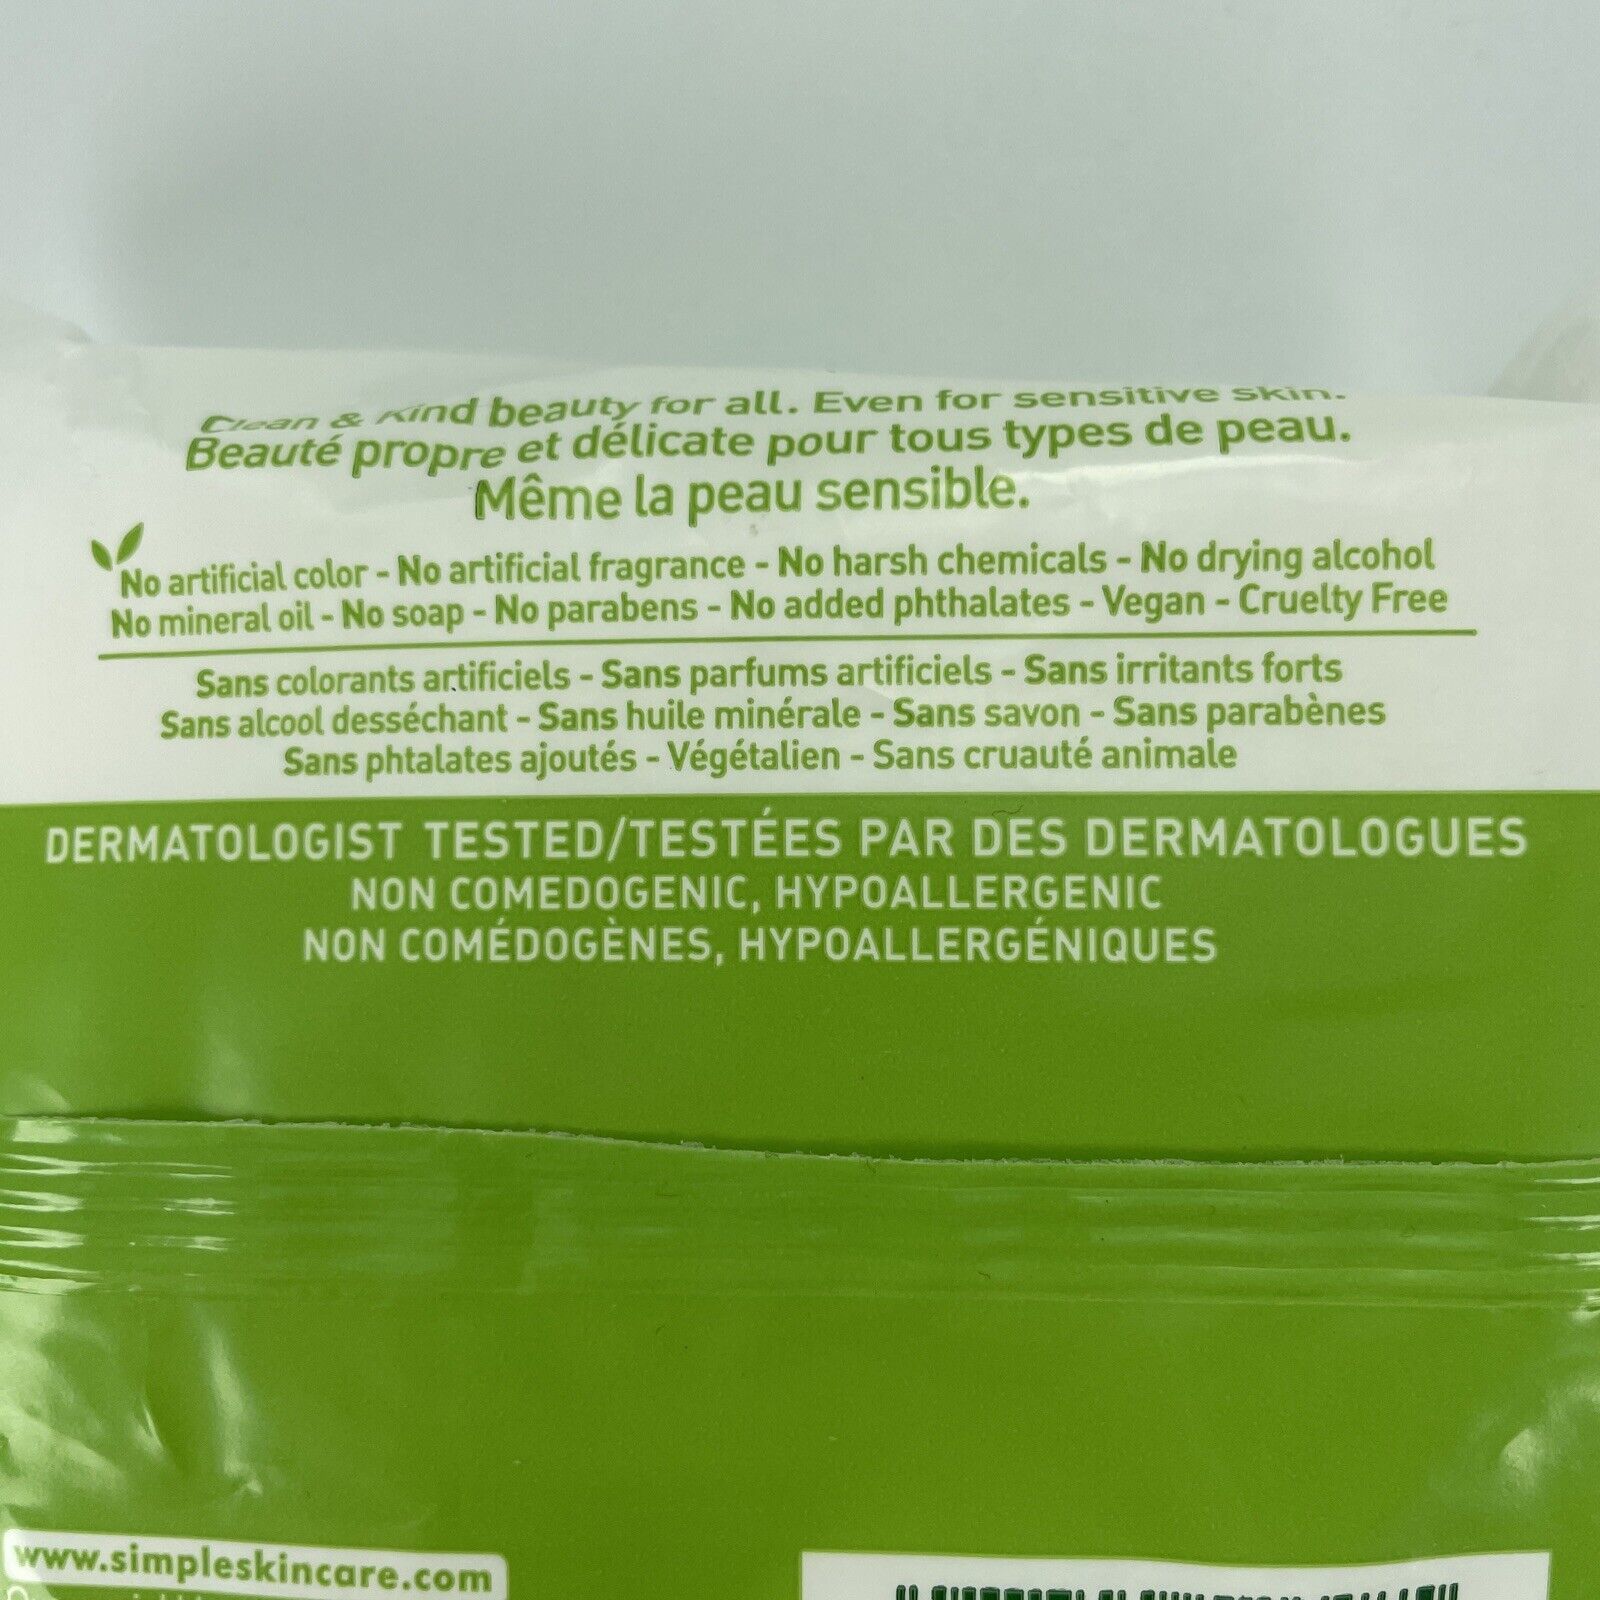 Clean & Kind beauty for all. Even for sensitive skin.
Beauté propre et délicate pour tous types de peau.
Même la peau sensible.
No artificial color - No artificial fragrance - No harsh chemicals - No drying alcohol
No mineral oil - No soap - No parabens - No added phthalates - Vegan - Cruelty Free
Sans colorants artificiels - Sans parfums artificiels - Sans irritants forts
Sans alcool desséchant - Sans huile minérale - Sans savon - Sans parabènes
Sans phtalates ajoutés - Végétalien - Sans cruauté animale
DERMATOLOGIST TESTED/TESTÉES PAR DES DERMATOLOGUES
NON COMEDOGENIC, HYPOALLERGENIC
NON COMÉDOGÈNES, HYPOALLERGÉNIQUES
www.simpleskincare.com